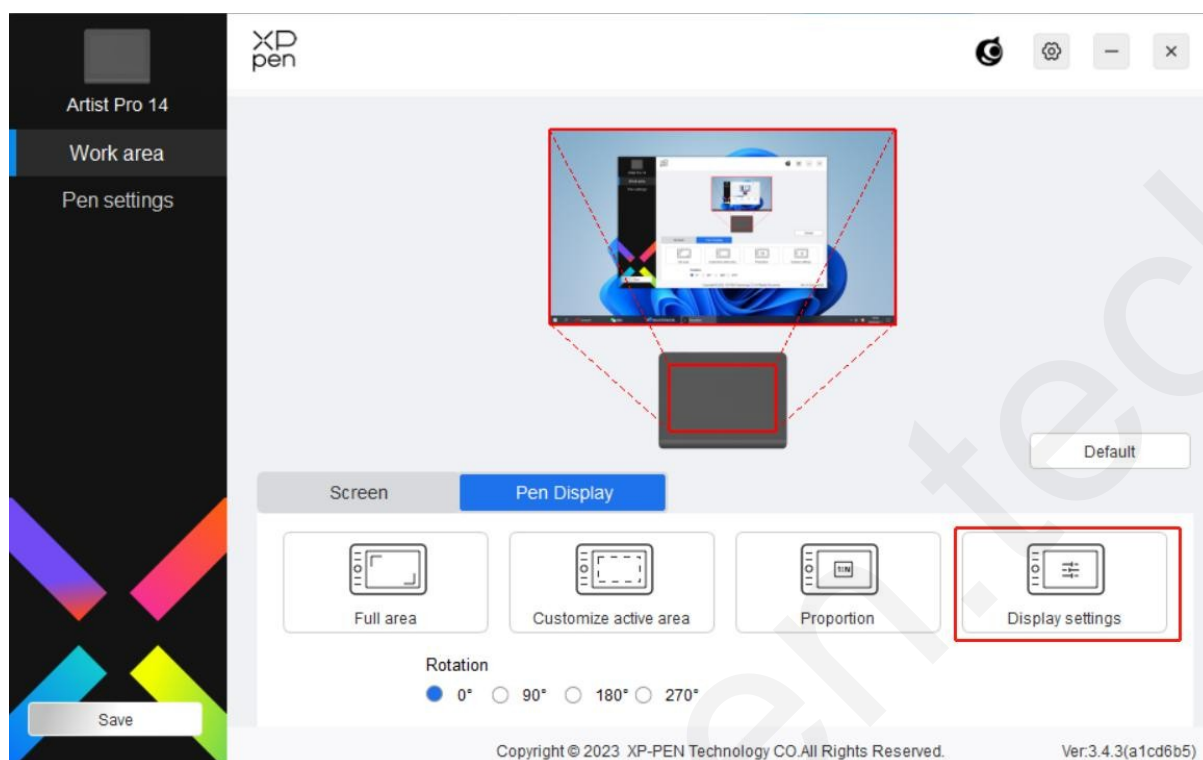 XP
pen
Artist Pro 14
Work area
Pen settings
Default
Screen
Pen Display
1:N
Full area
Customize active area
Proportion
Display settings
Rotation
0°
90°
180°
270°
Save
Copyright © 2023 XP-PEN Technology CO.All Rights Reserved.
Ver:3.4.3(a1cd6b5)